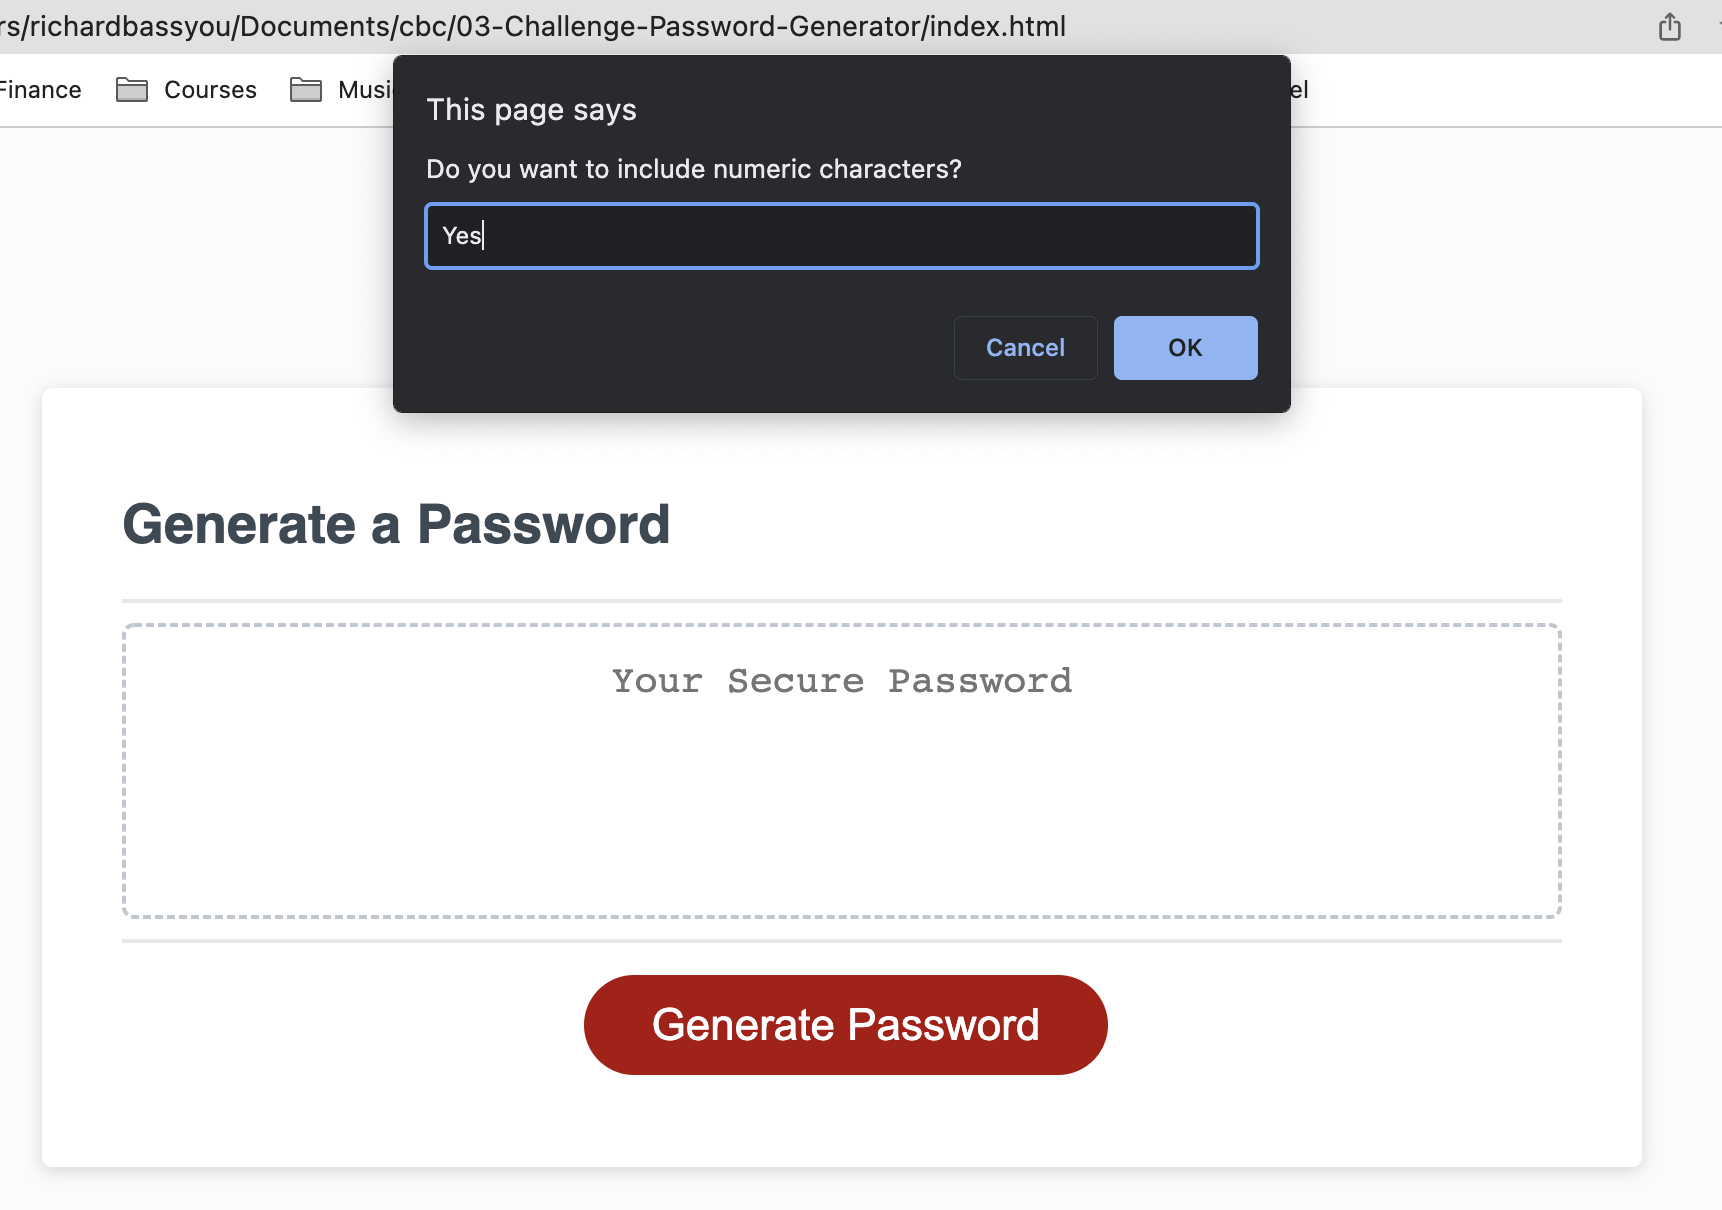 rs/richardbassyou/Documents/cbc/03-Challenge-Password-Generator/index.html
Finance Courses Musi el
This page says
Do you want to include numeric characters?
Yes
Cancel OK
Generate a Password
Your Secure Password
Generate Password